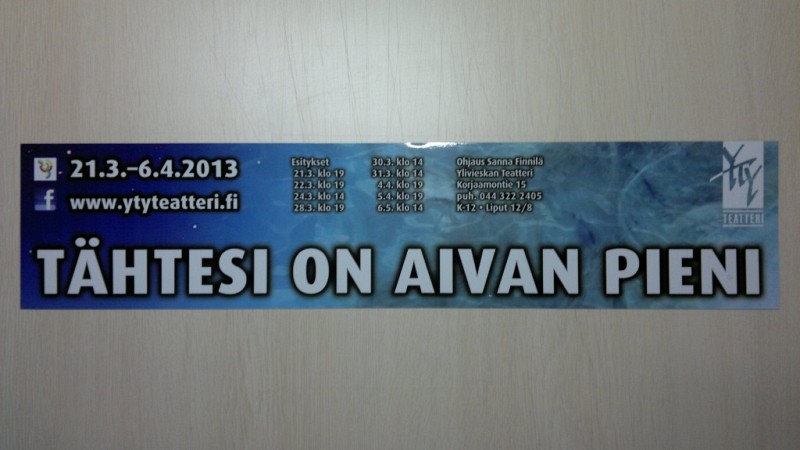 21.3.–6.4.2013
www.ytyteatteri.fi
Esitykset
21.3. klo 19
22.3. klo 19
24.3. klo 14
28.3. klo 19
30.3. klo 14
31.3. klo 14
4.4. klo 19
5.4. klo 19
6.5. klo 14
Ohjaus Sanna Finnilä
Ylivieskan Teatteri
Korjaamontie 15
puh. 044 322 2405
K-12 • Liput 12/8
f
YTY
TEATTERI
TÄHTESI ON AIVAN PIENI